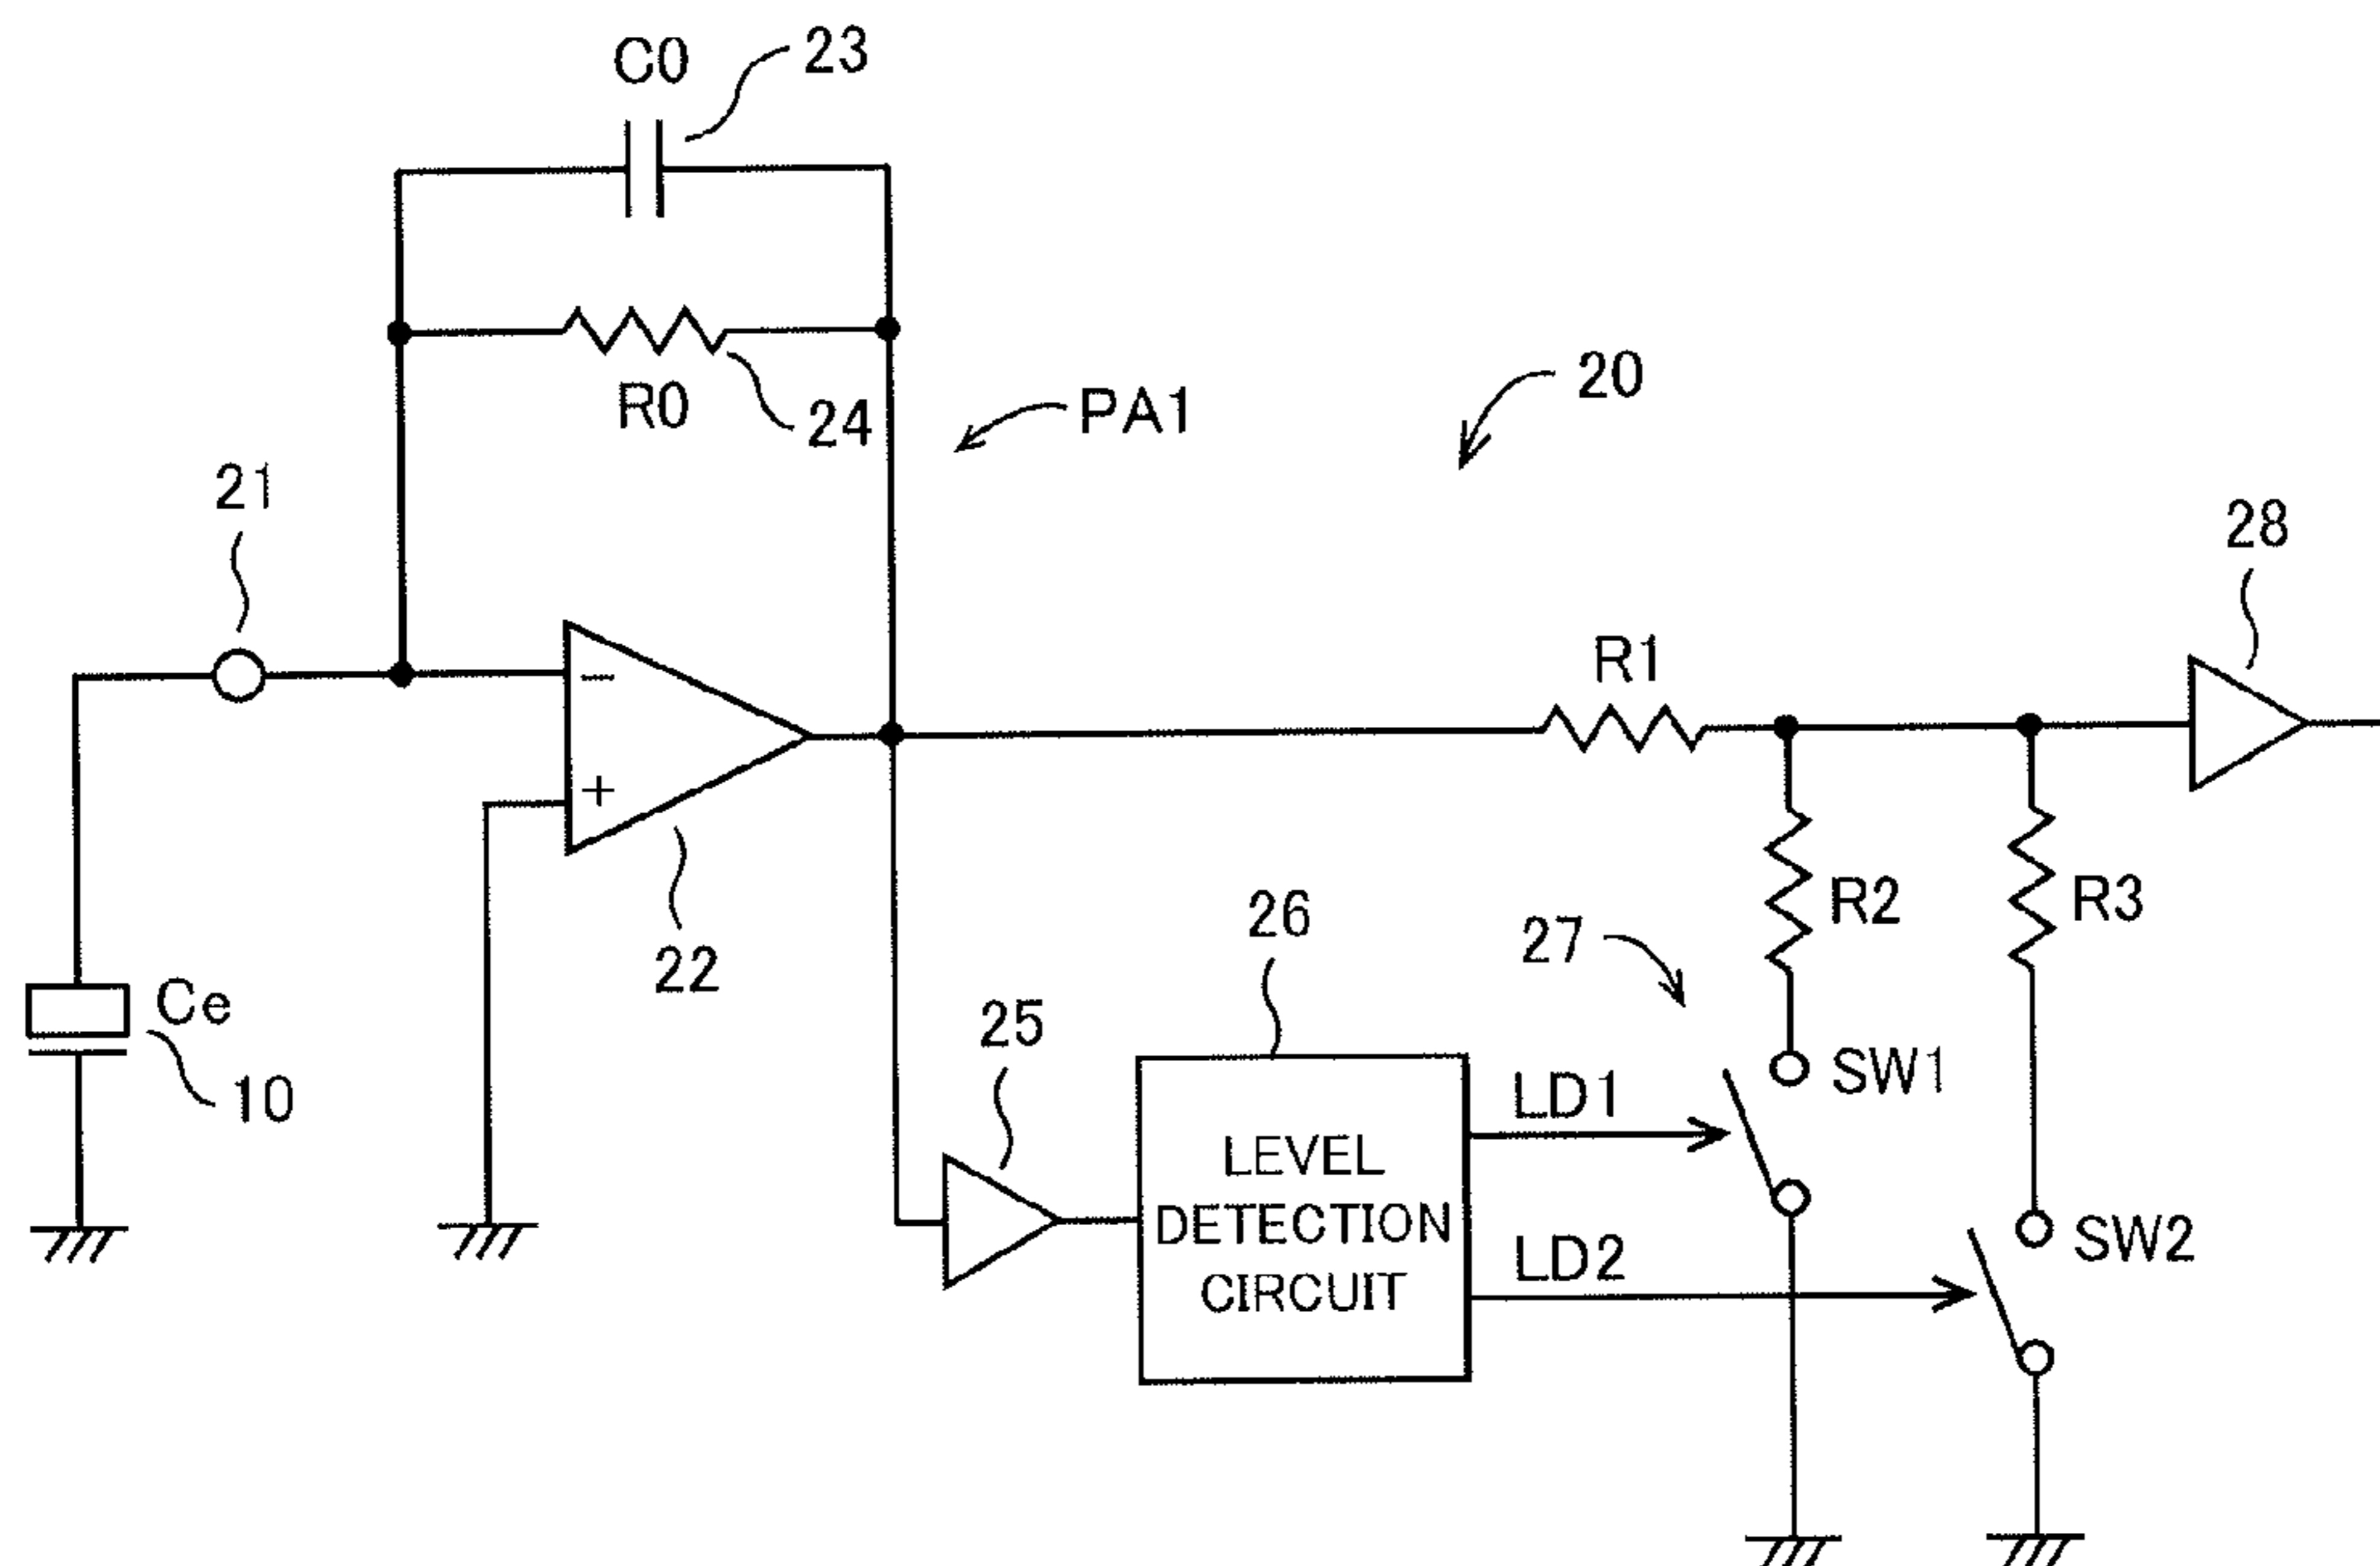 C0
23
R0
24
PA1
20
21
28
R1
−
+
22
26
27
R2
R3
Ce
10
25
SW1
LD1
LEVEL
DETECTION
CIRCUIT
LD2
SW2